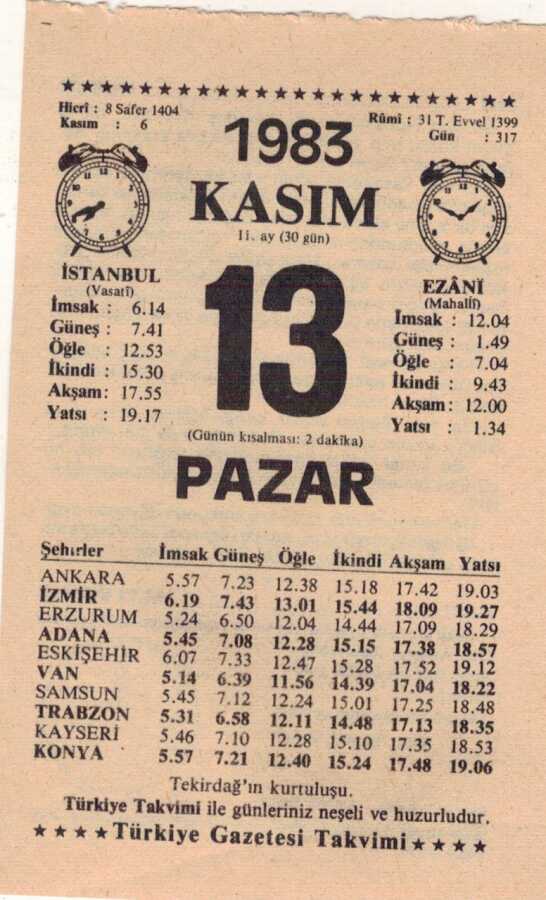 ★★★★★★★★★★★★★★★★★★★★★★★★
Hicrî : 8 Safer 1404
Kasım : 6
1983
Rûmî : 31 T. Evvel 1399
Gün : 317
KASIM
11. ay (30 gün)
13
İSTANBUL
(Vasatî)
İmsak : 6.14
Güneş : 7.41
Öğle : 12.53
İkindi : 15.30
Akşam: 17.55
Yatsı : 19.17
EZÂNÎ
(Mahallî)
İmsak : 12.04
Güneş : 1.49
Öğle : 7.04
İkindi : 9.43
Akşam: 12.00
Yatsı : 1.34
(Günün kısalması: 2 dakîka)
PAZAR
Şehırler İmsak Güneş Öğle İkindi Akşam Yatsı
ANKARA 5.57 7.23 12.38 15.18 17.42 19.03
İZMİR 6.19 7.43 13.01 15.44 18.09 19.27
ERZURUM 5.24 6.50 12.04 14.44 17.09 18.29
ADANA 5.45 7.08 12.28 15.15 17.38 18.57
ESKİŞEHİR 6.07 7.33 12.47 15.28 17.52 19.12
VAN 5.14 6.39 11.56 14.39 17.04 18.22
SAMSUN 5.45 7.12 12.24 15.01 17.25 18.48
TRABZON 5.31 6.58 12.11 14.48 17.13 18.35
KAYSERİ 5.46 7.10 12.28 15.10 17.35 18.53
KONYA 5.57 7.21 12.40 15.24 17.48 19.06
Tekirdağ'ın kurtuluşu.
Türkiye Takvimi ile günleriniz neşeli ve huzurludur.
★★★★Türkiye Gazetesi Takvimi★★★★